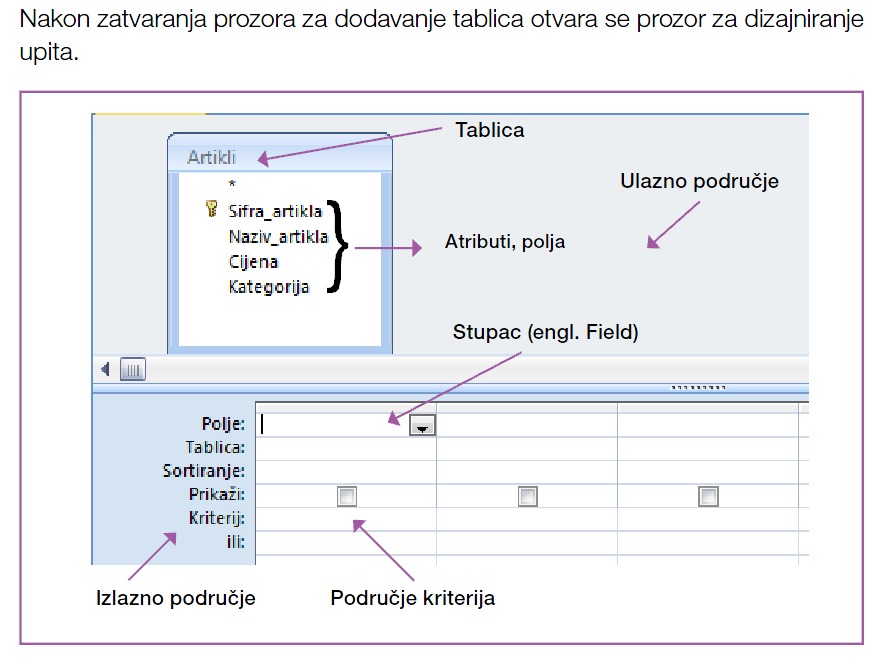 Nakon zatvaranja prozora za dodavanje tablica otvara se prozor za dizajniranje
upita.
Tablica
Artikli
Ulazno područje
*
Sifra_artikla
Naziv_artikla
Atributi, polja
Cijena
Kategorija
Stupac (engl. Field)
Polje:
Tablica:
Sortiranje:
Prikaži:
Kriterij:
ili:
Izlazno područje
Područje kriterija